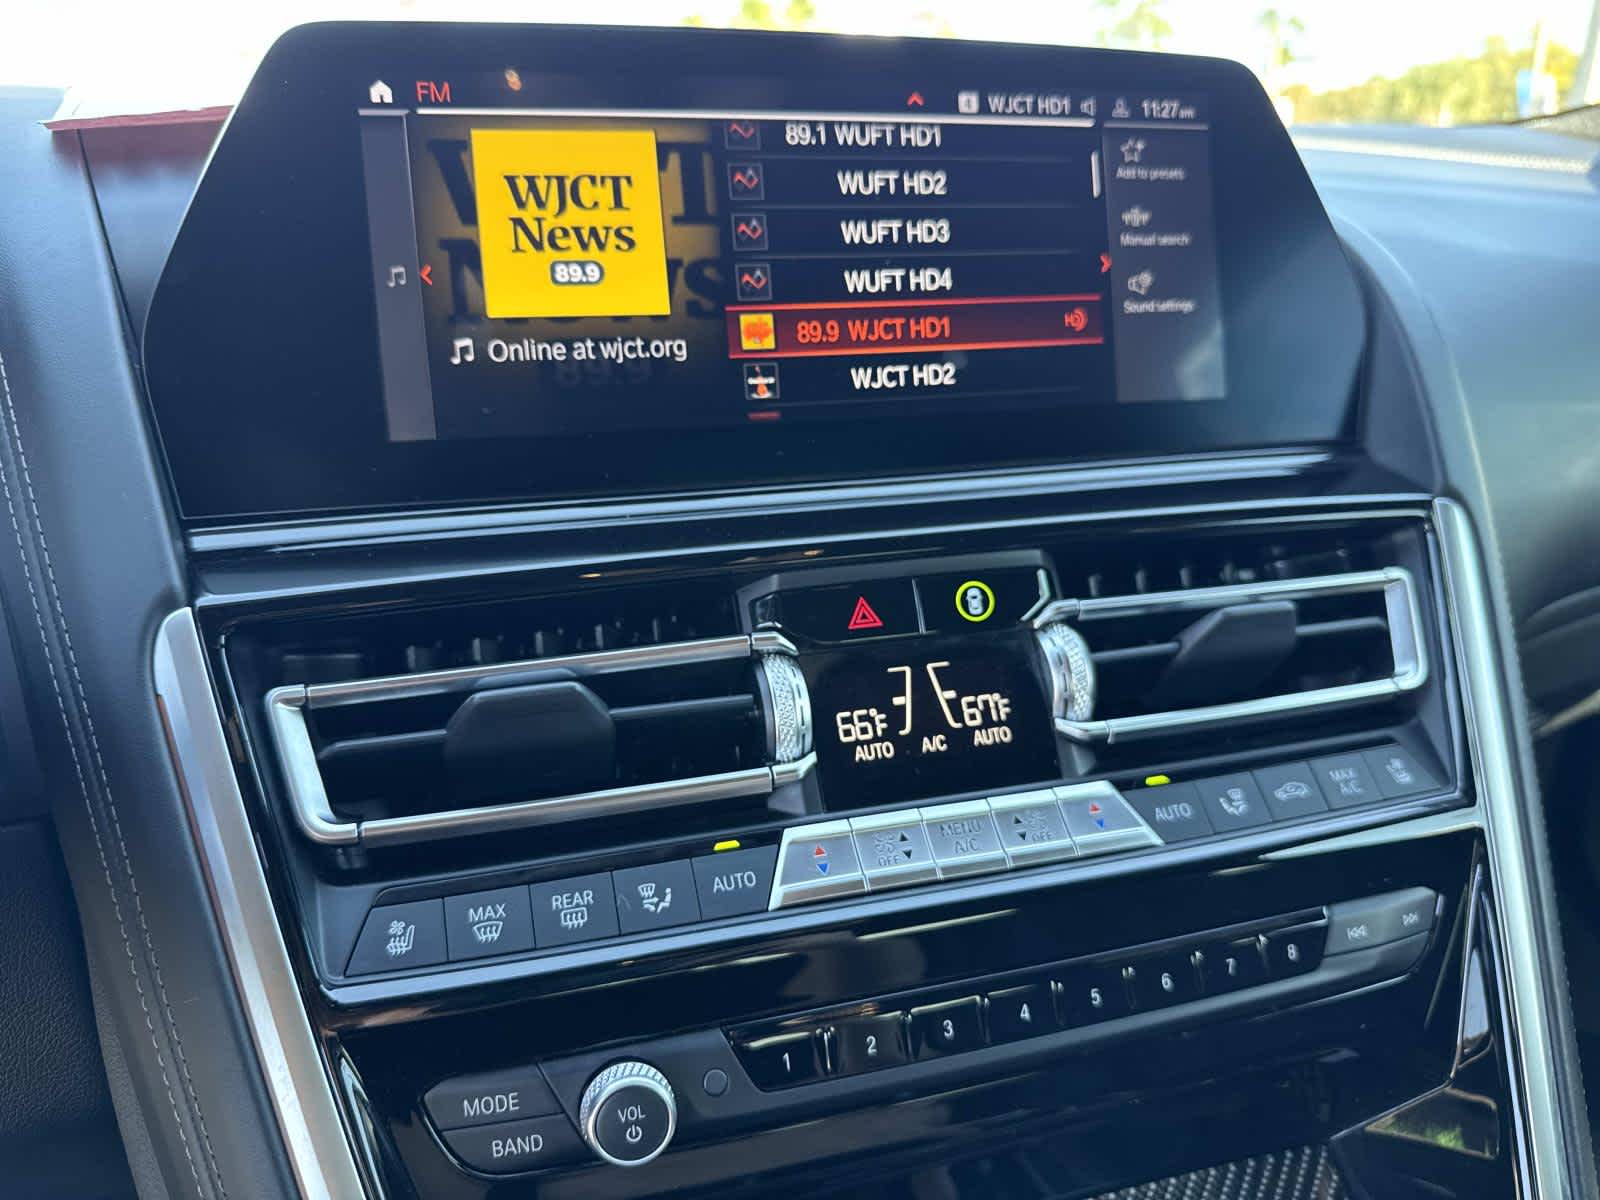 FM
WJCT HD1
11:27 am
WJCT
News
89.9
Online at wjct.org
89.1 WUFT HD1
WUFT HD2
WUFT HD3
WUFT HD4
89.9 WJCT HD1
WJCT HD2
Add to presets
Manual search
Sound settings
66°F
67°F
AUTO A/C AUTO
MAX
REAR
AUTO
OFF
MENU
A/C
OFF
AUTO
MAX
A/C
1 2 3 4 5 6 7 8
MODE
BAND
VOL